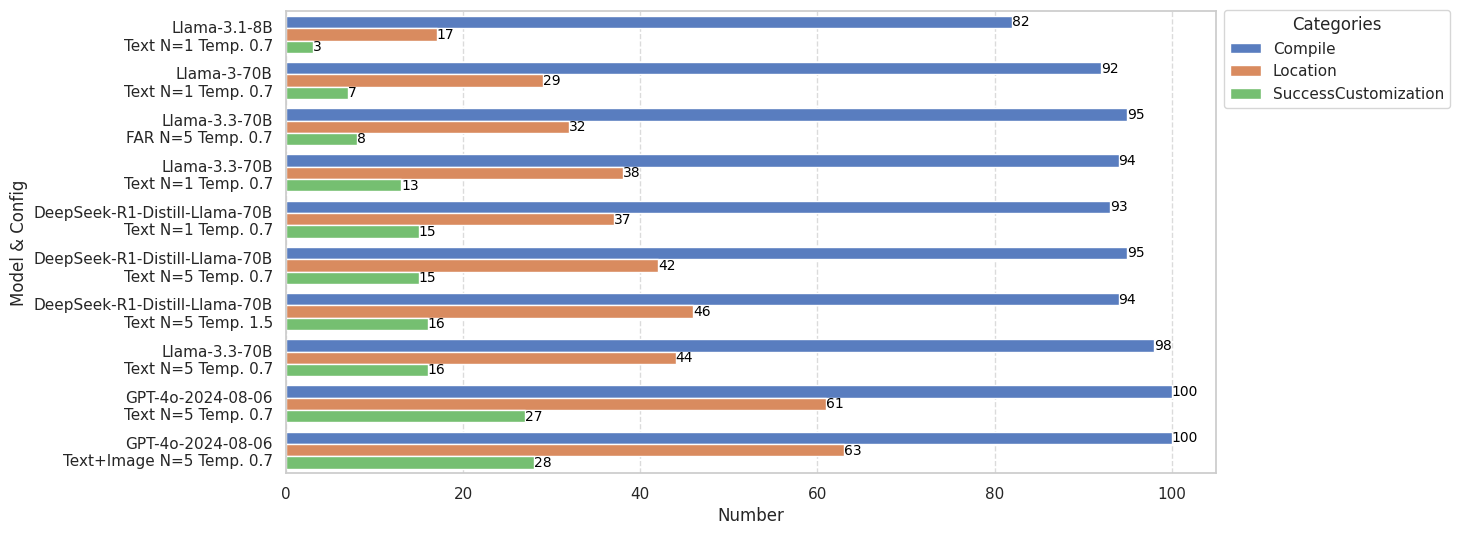 Llama-3.1-8B
Text N=1 Temp. 0.7
82
17
3
Llama-3-70B
Text N=1 Temp. 0.7
92
29
7
Llama-3.3-70B
FAR N=5 Temp. 0.7
95
32
8
Llama-3.3-70B
Text N=1 Temp. 0.7
94
38
13
DeepSeek-R1-Distill-Llama-70B
Text N=1 Temp. 0.7
93
37
15
DeepSeek-R1-Distill-Llama-70B
Text N=5 Temp. 0.7
95
42
15
DeepSeek-R1-Distill-Llama-70B
Text N=5 Temp. 1.5
94
46
16
Llama-3.3-70B
Text N=5 Temp. 0.7
98
44
16
GPT-4o-2024-08-06
Text N=5 Temp. 0.7
100
61
27
GPT-4o-2024-08-06
Text+Image N=5 Temp. 0.7
100
63
28
Model & Config
0 20 40 60 80 100
Number
Categories
Compile
Location
SuccessCustomization